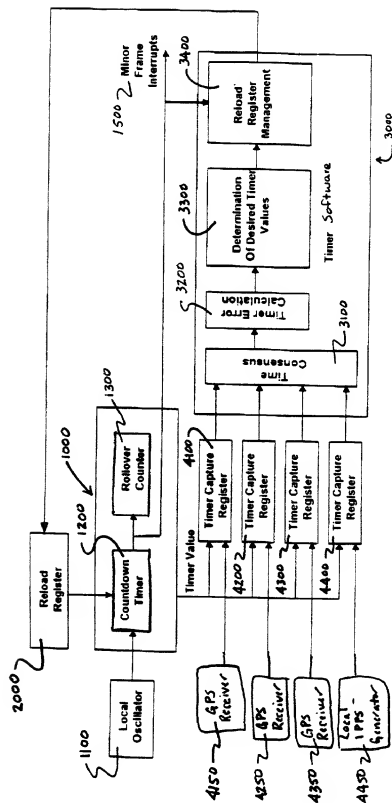 2000
Reload
Register
1000
1200
1300
1500
Minor
Frame
Interrupts
1100
Local
Oscillator
Countdown
Timer
Rollover
Counter
Timer Value
3400
Reload
Register
Management
3300
Determination
Of Desired Timer
Values
3200
Timer Error
Calculation
Time
Consensus
3100
Timer Software
3000
4100
Timer Capture
Register
4200
Timer Capture
Register
4300
Timer Capture
Register
4400
Timer Capture
Register
GPS
Receiver
4150
GPS
Receiver
4250
GPS
Receiver
4350
Local
1PPS-
Generator
4450